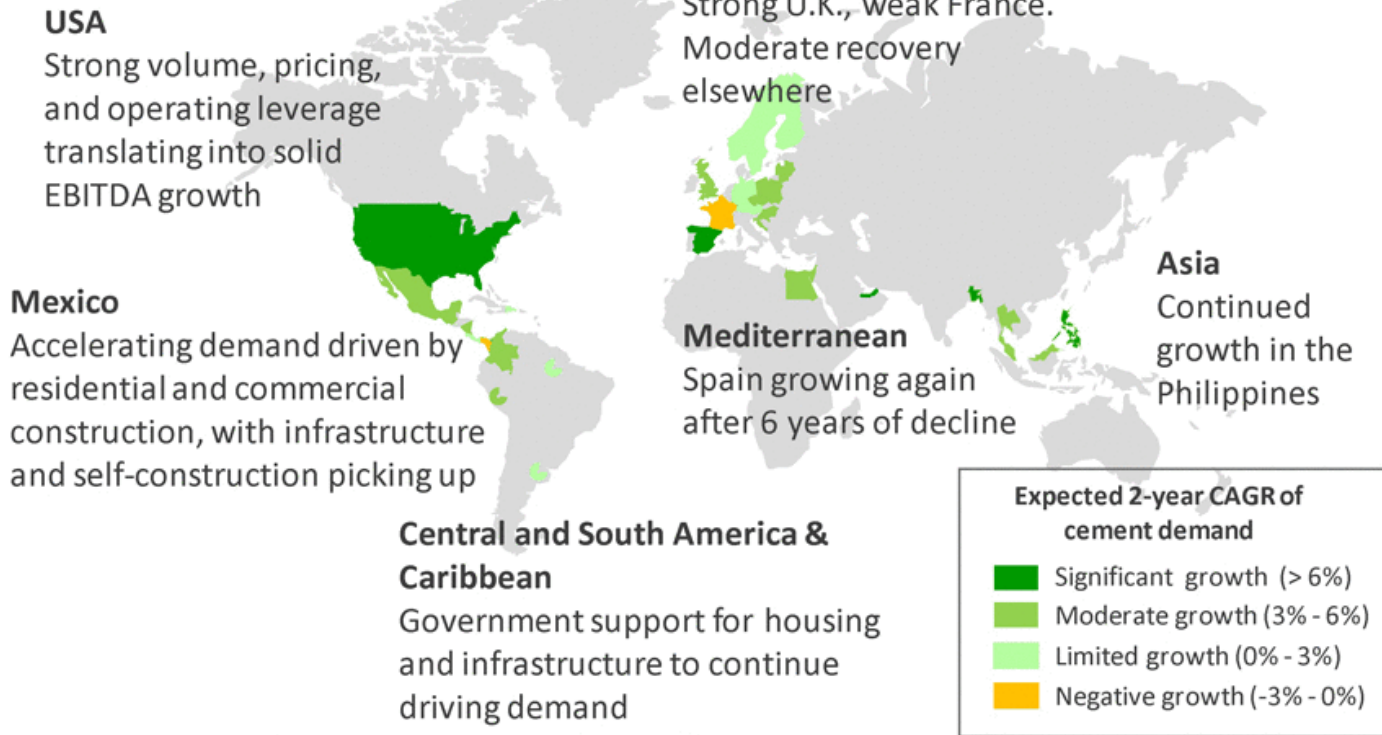 USA
Strong volume, pricing,
and operating leverage
translating into solid
EBITDA growth
Strong U.K., weak France.
Moderate recovery
elsewhere
Mexico
Accelerating demand driven by
residential and commercial
construction, with infrastructure
and self-construction picking up
Mediterranean
Spain growing again
after 6 years of decline
Asia
Continued
growth in the
Philippines
Central and South America &
Caribbean
Government support for housing
and infrastructure to continue
driving demand
Expected 2-year CAGR of
cement demand
Significant growth (> 6%)
Moderate growth (3% - 6%)
Limited growth (0% - 3%)
Negative growth (-3% - 0%)